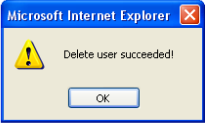 Microsoft Internet Explorer
Delete user succeeded!
OK